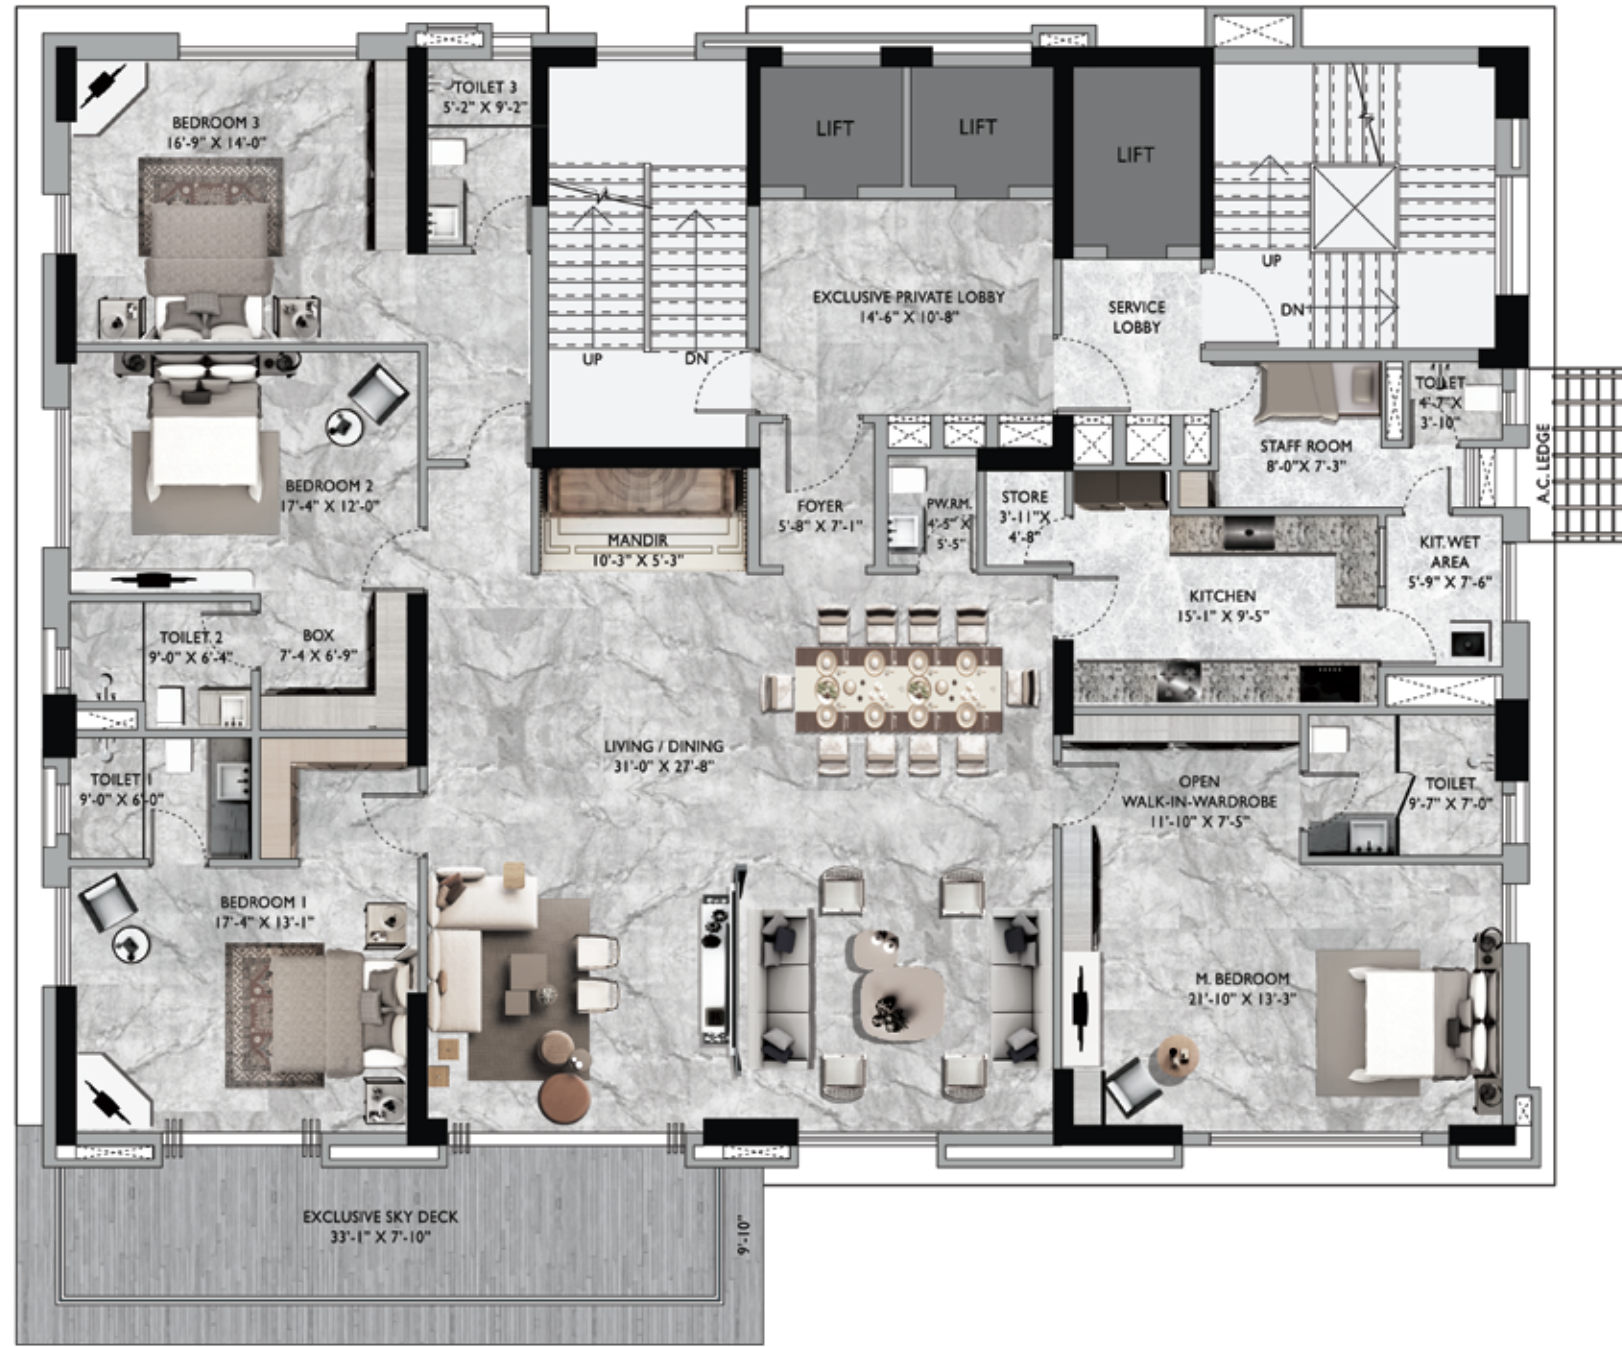 TOILET 3
5'-2" X 9'-2"
BEDROOM 3
16'-9" X 14'-0"
LIFT
LIFT
LIFT
UP
DN
EXCLUSIVE PRIVATE LOBBY
14'-6" X 10'-8"
SERVICE
LOBBY
UP
DN
TOILET
4'-7"X
3'-10"
STAFF ROOM
8'-0"X 7'-3"
A.C. LEDGE
BEDROOM 2
17'-4" X 12'-0"
MANDIR
10'-3" X 5'-3"
FOYER
5'-8" X 7'-1"
PW.RM.
4'-5" X
5'-5"
STORE
3'-11"X
4'-8"
KIT. WET
AREA
5'-9" X 7'-6"
KITCHEN
15'-1" X 9'-5"
TOILET 2
9'-0" X 6'-4"
BOX
7'-4 X 6'-9"
LIVING / DINING
31'-0" X 27'-8"
TOILET 1
9'-0" X 6'-0"
OPEN
WALK-IN-WARDROBE
11'-10" X 7'-5"
TOILET
9'-7" X 7'-0"
BEDROOM 1
17'-4" X 13'-1"
M. BEDROOM
21'-10" X 13'-3"
EXCLUSIVE SKY DECK
33'-1" X 7'-10"
9'-10"